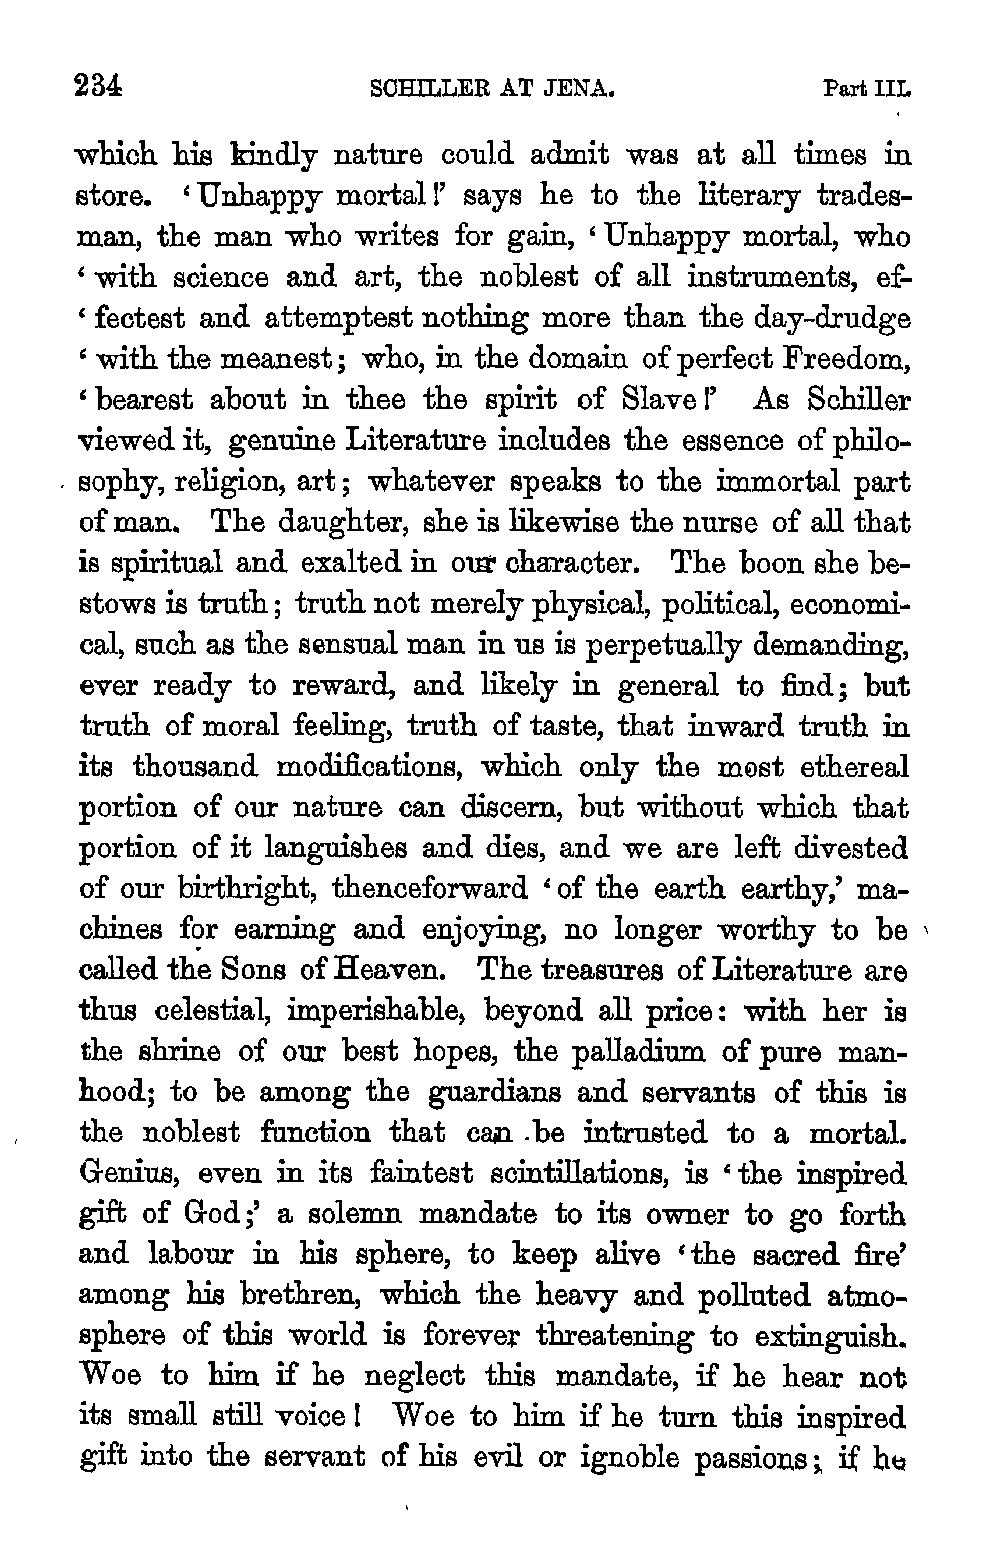 234 SCHILLER AT JENA. Part III.
which his kindly nature could admit was at all times in
store. ‘Unhappy mortal!’ says he to the literary trades-
man, the man who writes for gain, ‘Unhappy mortal, who
‘with science and art, the noblest of all instruments, ef-
‘fectest and attemptest nothing more than the day-drudge
‘with the meanest; who, in the domain of perfect Freedom,
‘bearest about in thee the spirit of Slave!’ As Schiller
viewed it, genuine Literature includes the essence of philo-
sophy, religion, art; whatever speaks to the immortal part
of man. The daughter, she is likewise the nurse of all that
is spiritual and exalted in our character. The boon she be-
stows is truth; truth not merely physical, political, economi-
cal, such as the sensual man in us is perpetually demanding,
ever ready to reward, and likely in general to find; but
truth of moral feeling, truth of taste, that inward truth in
its thousand modifications, which only the most ethereal
portion of our nature can discern, but without which that
portion of it languishes and dies, and we are left divested
of our birthright, thenceforward ‘of the earth earthy,’ ma-
chines for earning and enjoying, no longer worthy to be
called the Sons of Heaven. The treasures of Literature are
thus celestial, imperishable, beyond all price: with her is
the shrine of our best hopes, the palladium of pure man-
hood; to be among the guardians and servants of this is
the noblest function that can be intrusted to a mortal.
Genius, even in its faintest scintillations, is ‘the inspired
gift of God;’ a solemn mandate to its owner to go forth
and labour in his sphere, to keep alive ‘the sacred fire’
among his brethren, which the heavy and polluted atmo-
sphere of this world is forever threatening to extinguish.
Woe to him if he neglect this mandate, if he hear not
its small still voice! Woe to him if he turn this inspired
gift into the servant of his evil or ignoble passions; if he